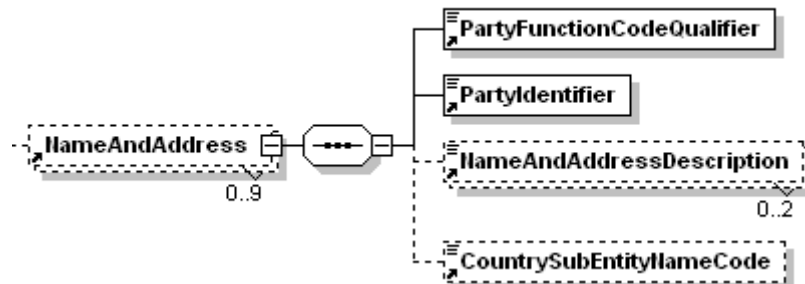 PartyFunctionCodeQualifier
PartyIdentifier
NameAndAddress
0..9
NameAndAddressDescription
0..2
CountrySubEntityNameCode